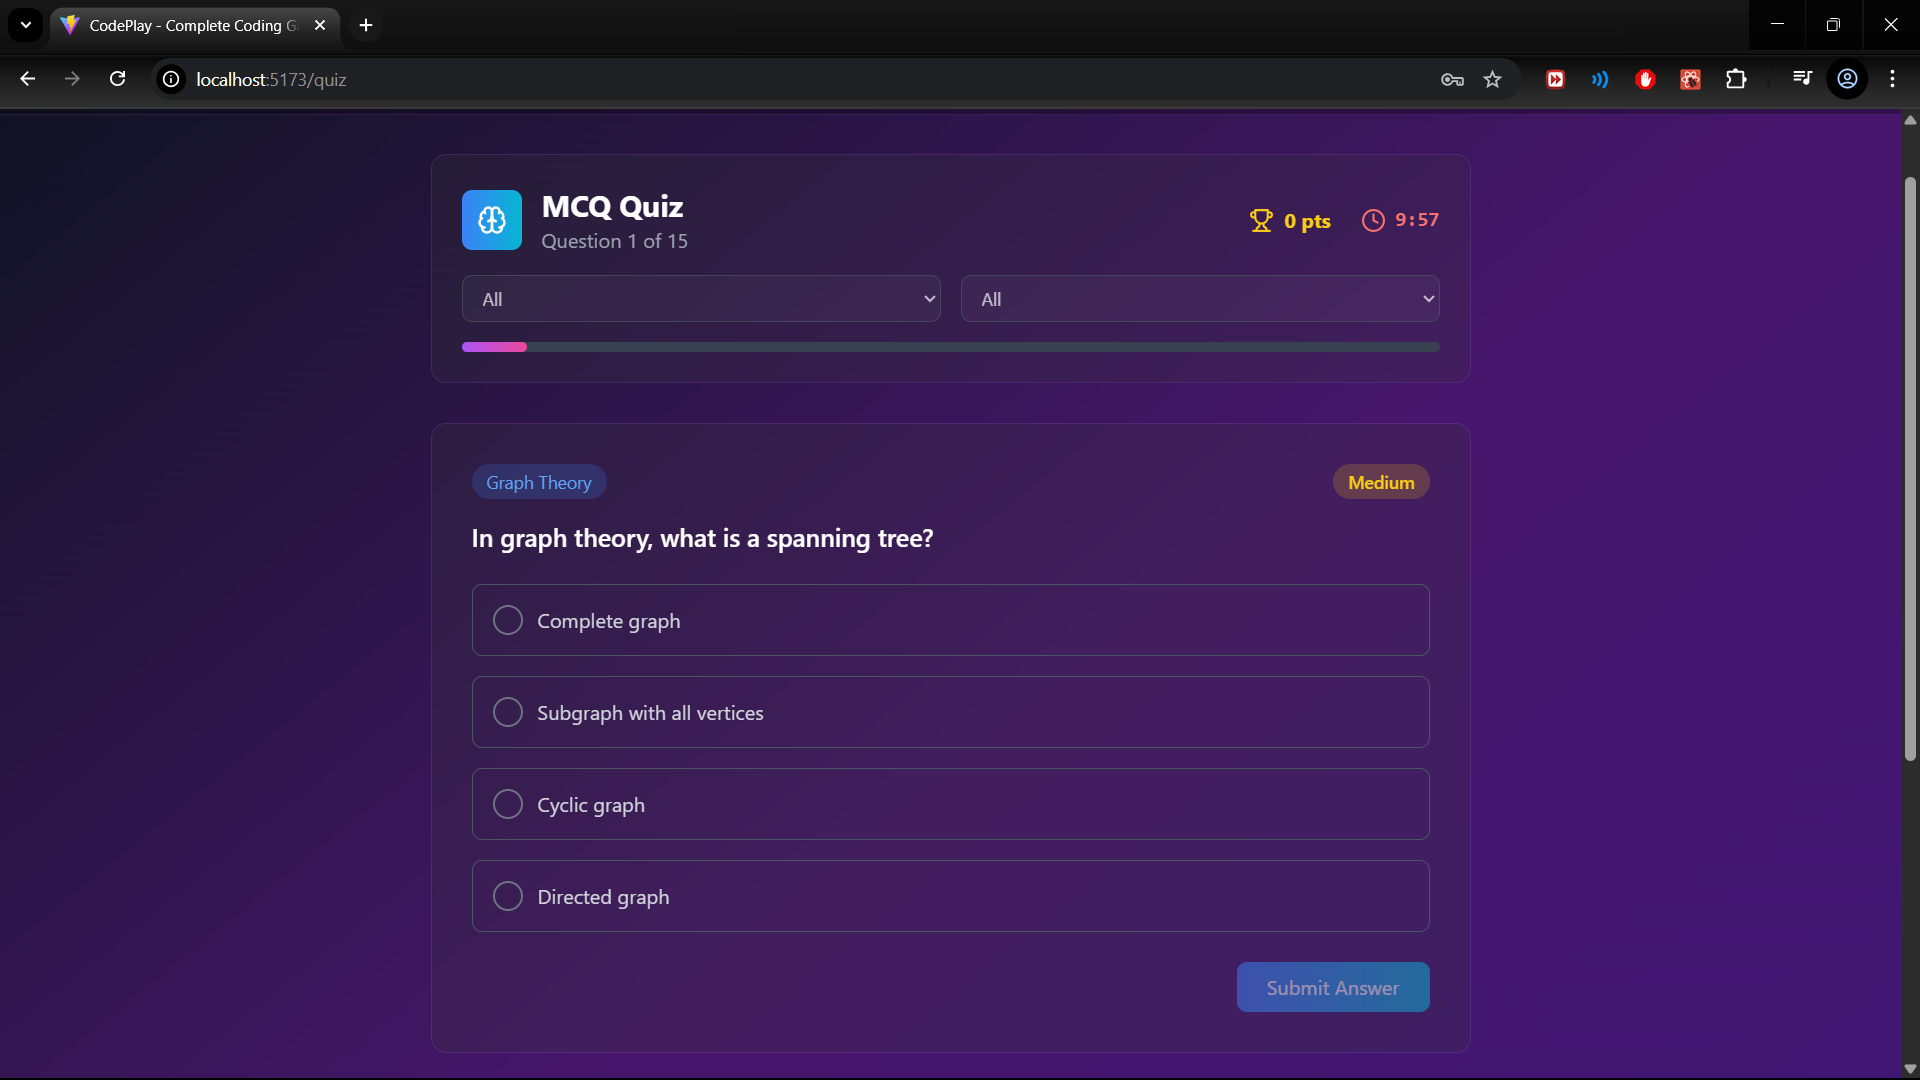 CodePlay - Complete Coding G
localhost:5173/quiz
MCQ Quiz
Question 1 of 15
0 pts
9:57
All
All
Graph Theory
Medium
In graph theory, what is a spanning tree?
Complete graph
Subgraph with all vertices
Cyclic graph
Directed graph
Submit Answer